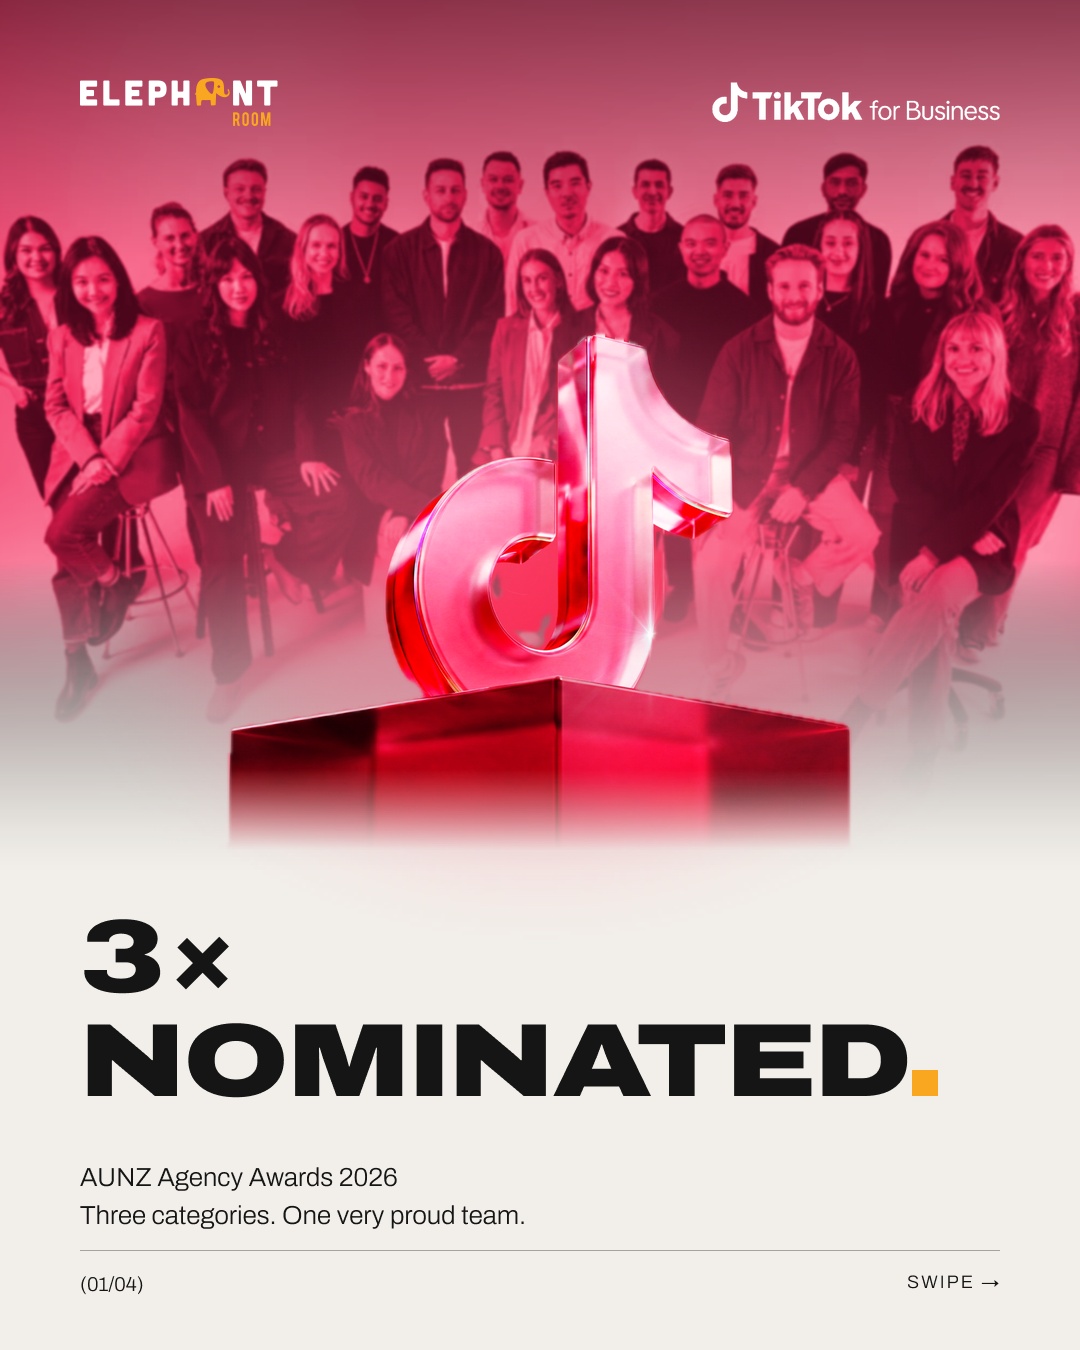 ELEPHANT
ROOM
TikTok for Business
3×
NOMINATED.
AUNZ Agency Awards 2026
Three categories. One very proud team.
(01/04)
SWIPE →